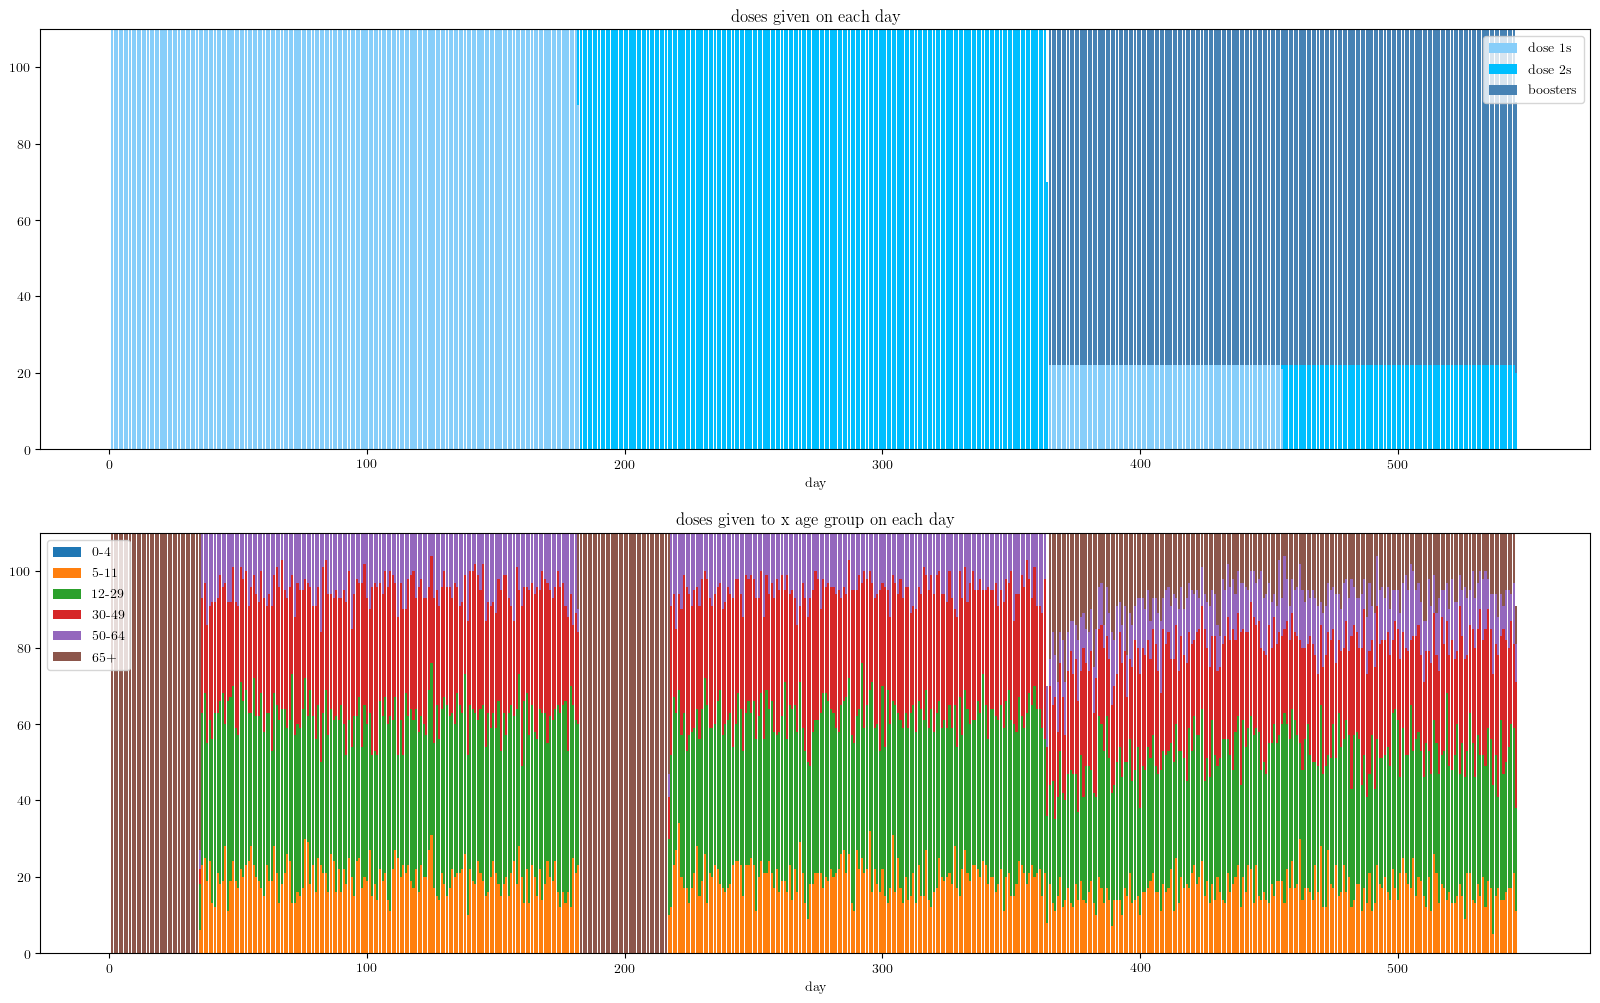 doses given on each day
100
80
60
40
20
0
dose 1s
dose 2s
boosters
0 100 200 300 400 500
day
doses given to x age group on each day
100
80
60
40
20
0
0-4
5-11
12-29
30-49
50-64
65+
0 100 200 300 400 500
day